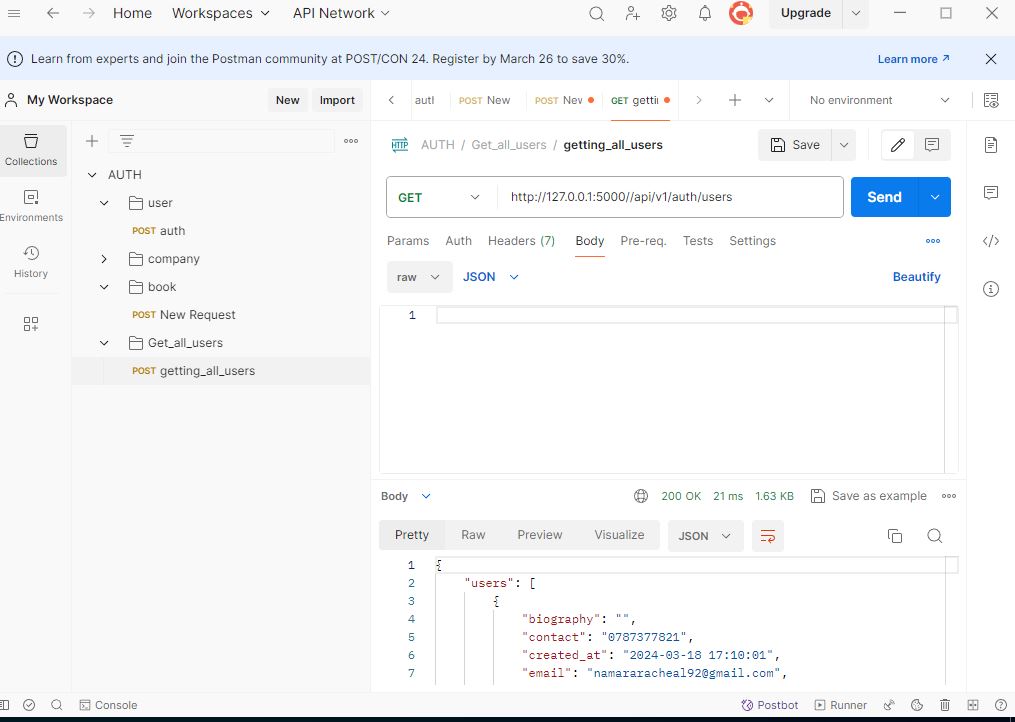 Home Workspaces API Network Upgrade
Learn from experts and join the Postman community at POST/CON 24. Register by March 26 to save 30%. Learn more
My Workspace New Import
autl POST New POST Nev GET getti No environment
Collections
Environments
History
AUTH
user
POST auth
company
book
POST New Request
Get_all_users
POST getting_all_users
HTTP AUTH / Get_all_users / getting_all_users Save
GET http://127.0.0.1:5000//api/v1/auth/users Send
Params Auth Headers (7) Body Pre-req. Tests Settings
raw JSON Beautify
1
Body 200 OK 21 ms 1.63 KB Save as example
Pretty Raw Preview Visualize JSON
1 {
2 "users": [
3 {
4 "biography": "",
5 "contact": "0787377821",
6 "created_at": "2024-03-18 17:10:01",
7 "email": "namararacheal92@gmail.com",
Console Postbot Runner